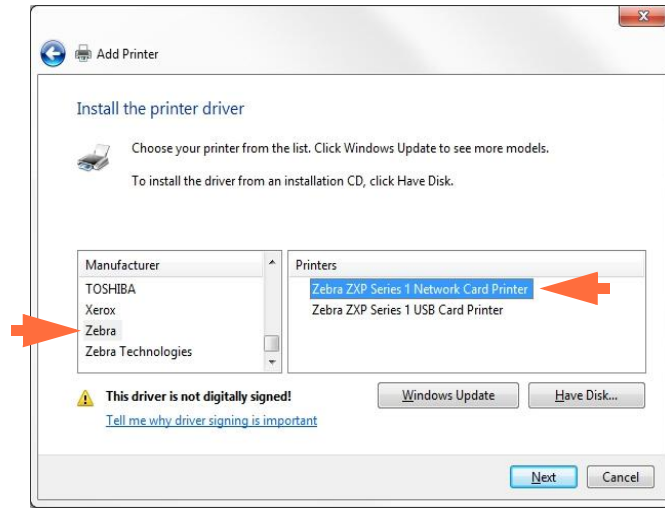 Add Printer
Install the printer driver
Choose your printer from the list. Click Windows Update to see more models.
To install the driver from an installation CD, click Have Disk.
Manufacturer
TOSHIBA
Xerox
Zebra
Zebra Technologies
Printers
Zebra ZXP Series 1 Network Card Printer
Zebra ZXP Series 1 USB Card Printer
This driver is not digitally signed!
Tell me why driver signing is important
Windows Update
Have Disk...
Next
Cancel